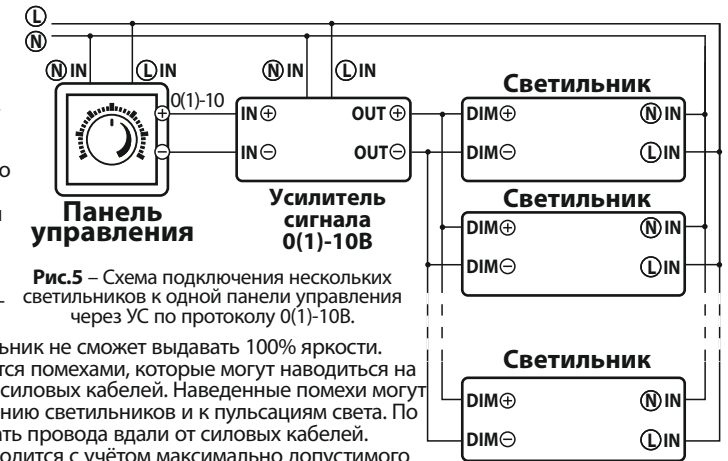 Ⓛ
Ⓝ
Ⓝ IN Ⓛ IN Ⓝ IN Ⓛ IN
0(1)-10
IN⊕ OUT⊕
IN⊖ OUT⊖
Панель
управления
Усилитель
сигнала
0(1)-10В
Светильник
DIM⊕ Ⓝ IN
DIM⊖ Ⓛ IN
Светильник
DIM⊕ Ⓝ IN
DIM⊖ Ⓛ IN
Светильник
DIM⊕ Ⓝ IN
DIM⊖ Ⓛ IN
Рис.5 – Схема подключения нескольких
светильников к одной панели управления
через УС по протоколу 0(1)-10В.
ьник не сможет выдавать 100% яркости.
тся помехами, которые могут наводиться на
силовых кабелей. Наведенные помехи могут
нию светильников и к пульсациям света. По
ать провода вдали от силовых кабелей.
водится с учётом максимально допустимого